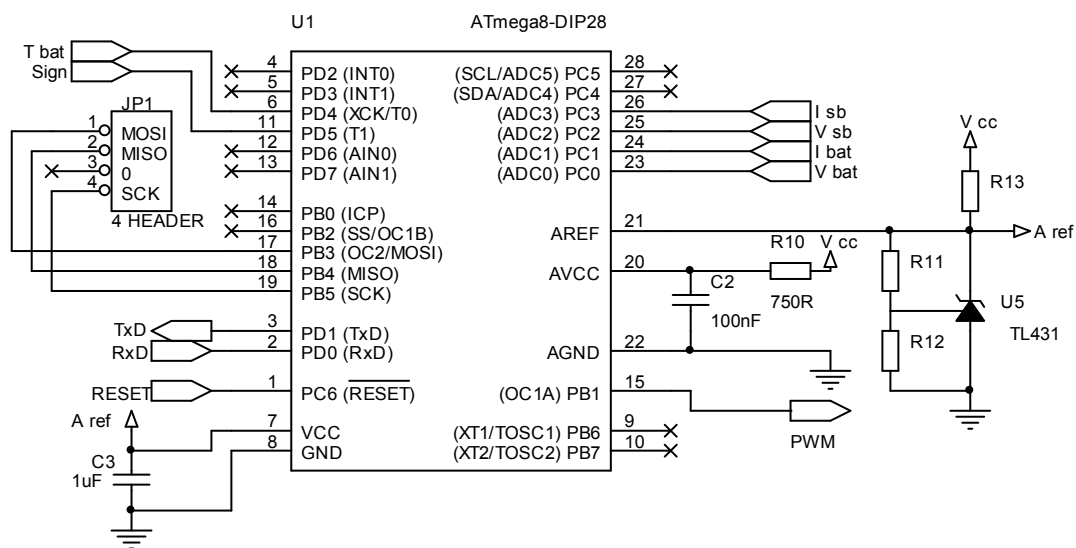 U1
ATmega8-DIP28
T bat
Sign
JP1
1
2
3
4
MOSI
MISO
0
SCK
4 HEADER
4 PD2 (INT0)
5 PD3 (INT1)
6 PD4 (XCK/T0)
11 PD5 (T1)
12 PD6 (AIN0)
13 PD7 (AIN1)
14 PB0 (ICP)
16 PB2 (SS/OC1B)
17 PB3 (OC2/MOSI)
18 PB4 (MISO)
19 PB5 (SCK)
TxD
3 PD1 (TxD)
RxD
2 PD0 (RxD)
RESET
1 PC6 (RESET)
A ref
7 VCC
8 GND
C3
1uF
(SCL/ADC5) PC5 28
(SDA/ADC4) PC4 27
(ADC3) PC3 26 I sb
(ADC2) PC2 25 V sb
(ADC1) PC1 24 I bat
(ADC0) PC0 23 V bat
AREF 21
AVCC 20
AGND 22
(OC1A) PB1 15
PWM
(XT1/TOSC1) PB6 9
(XT2/TOSC2) PB7 10
R10
750R
V cc
C2
100nF
V cc
R13
A ref
R11
R12
U5
TL431